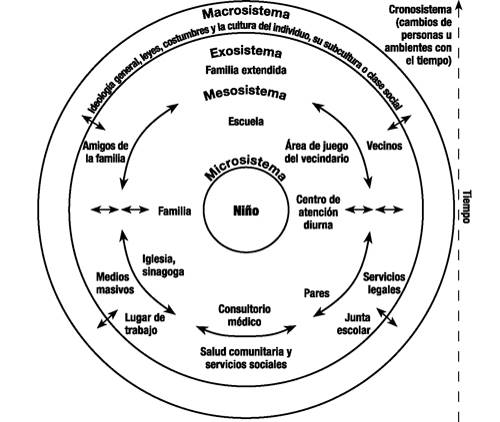 Macrosistema
Ideología general, leyes, costumbres y la cultura del individuo, su subcultura o clase social
Cronosistema
(cambios de
personas u
ambientes con
el tiempo)
Exosistema
Familia extendida
Mesosistema
Escuela
Amigos de
la familia
Área de juego
del vecindario
Vecinos
Microsistema
Niño
Familia
Centro de
atención
diurna
Tiempo
Iglesia,
sinagoga
Medios
masivos
Lugar de
trabajo
Consultorio
médico
Pares
Servicios
legales
Junta
escolar
Salud comunitaria y
servicios sociales